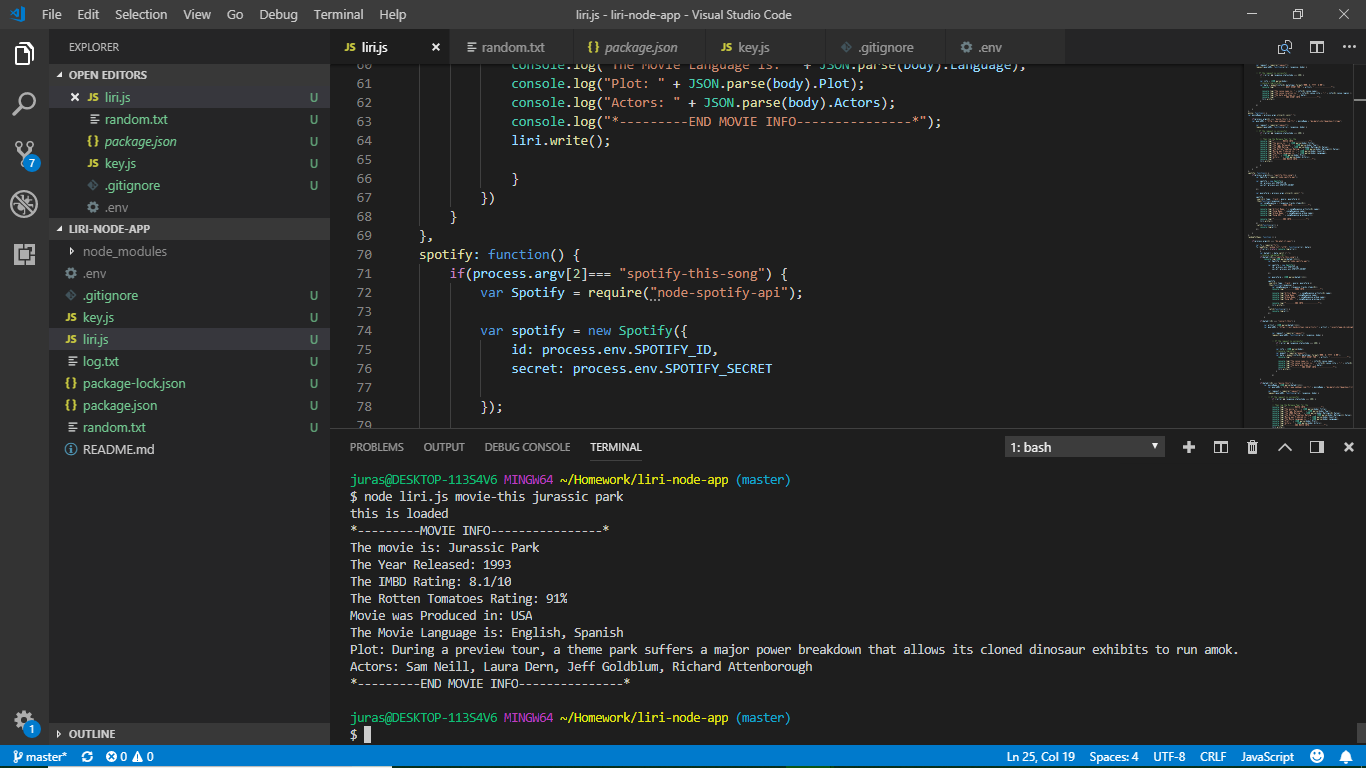 File Edit Selection View Go Debug Terminal Help liri.js - liri-node-app - Visual Studio Code
EXPLORER
OPEN EDITORS
JS liri.js U
random.txt U
{} package.json U
JS key.js U
.gitignore U
.env
LIRI-NODE-APP
node_modules
.env
.gitignore U
JS key.js U
JS liri.js U
log.txt U
{} package-lock.json U
{} package.json U
random.txt U
README.md
OUTLINE
7
1
JS liri.js random.txt {} package.json JS key.js .gitignore .env
60 console.log("The Movie Language is: " + JSON.parse(body).Language);
61 console.log("Plot: " + JSON.parse(body).Plot);
62 console.log("Actors: " + JSON.parse(body).Actors);
63 console.log("*---------END MOVIE INFO---------------*");
64 liri.write();
65
66 }
67 })
68 }
69 },
70 spotify: function() {
71 if(process.argv[2]=== "spotify-this-song") {
72 var Spotify = require("node-spotify-api");
73
74 var spotify = new Spotify({
75 id: process.env.SPOTIFY_ID,
76 secret: process.env.SPOTIFY_SECRET
77
78 });
79
PROBLEMS OUTPUT DEBUG CONSOLE TERMINAL 1: bash
juras@DESKTOP-113S4V6 MINGW64 ~/Homework/liri-node-app (master)
$ node liri.js movie-this jurassic park
this is loaded
*---------MOVIE INFO----------------*
The movie is: Jurassic Park
The Year Released: 1993
The IMBD Rating: 8.1/10
The Rotten Tomatoes Rating: 91%
Movie was Produced in: USA
The Movie Language is: English, Spanish
Plot: During a preview tour, a theme park suffers a major power breakdown that allows its cloned dinosaur exhibits to run amok.
Actors: Sam Neill, Laura Dern, Jeff Goldblum, Richard Attenborough
*---------END MOVIE INFO---------------*
juras@DESKTOP-113S4V6 MINGW64 ~/Homework/liri-node-app (master)
$
master* 0 0 Ln 25, Col 19 Spaces: 4 UTF-8 CRLF JavaScript